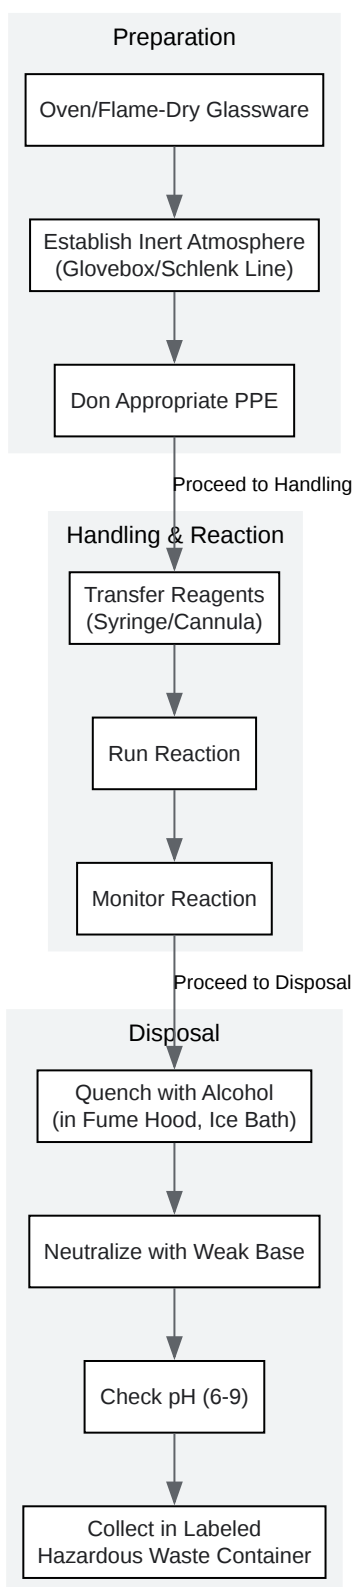 Preparation
Oven/Flame-Dry Glassware
Establish Inert Atmosphere
(Glovebox/Schlenk Line)
Don Appropriate PPE
Proceed to Handling
Handling & Reaction
Transfer Reagents
(Syringe/Cannula)
Run Reaction
Monitor Reaction
Proceed to Disposal
Disposal
Quench with Alcohol
(in Fume Hood, Ice Bath)
Neutralize with Weak Base
Check pH (6-9)
Collect in Labeled
Hazardous Waste Container